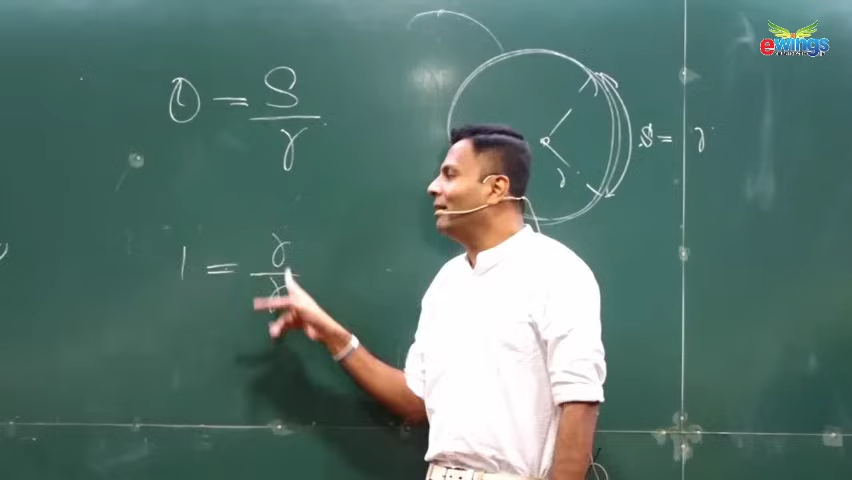 ewings
θ = S/r
S = r
r
1 = r/r